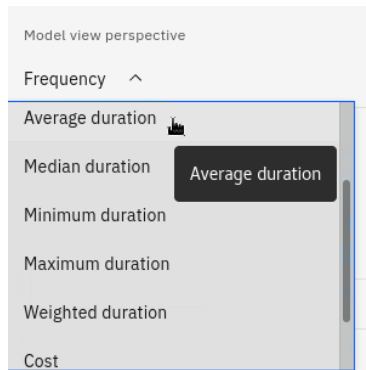 Model view perspective
Frequency
Average duration
Median duration
Average duration
Minimum duration
Maximum duration
Weighted duration
Cost